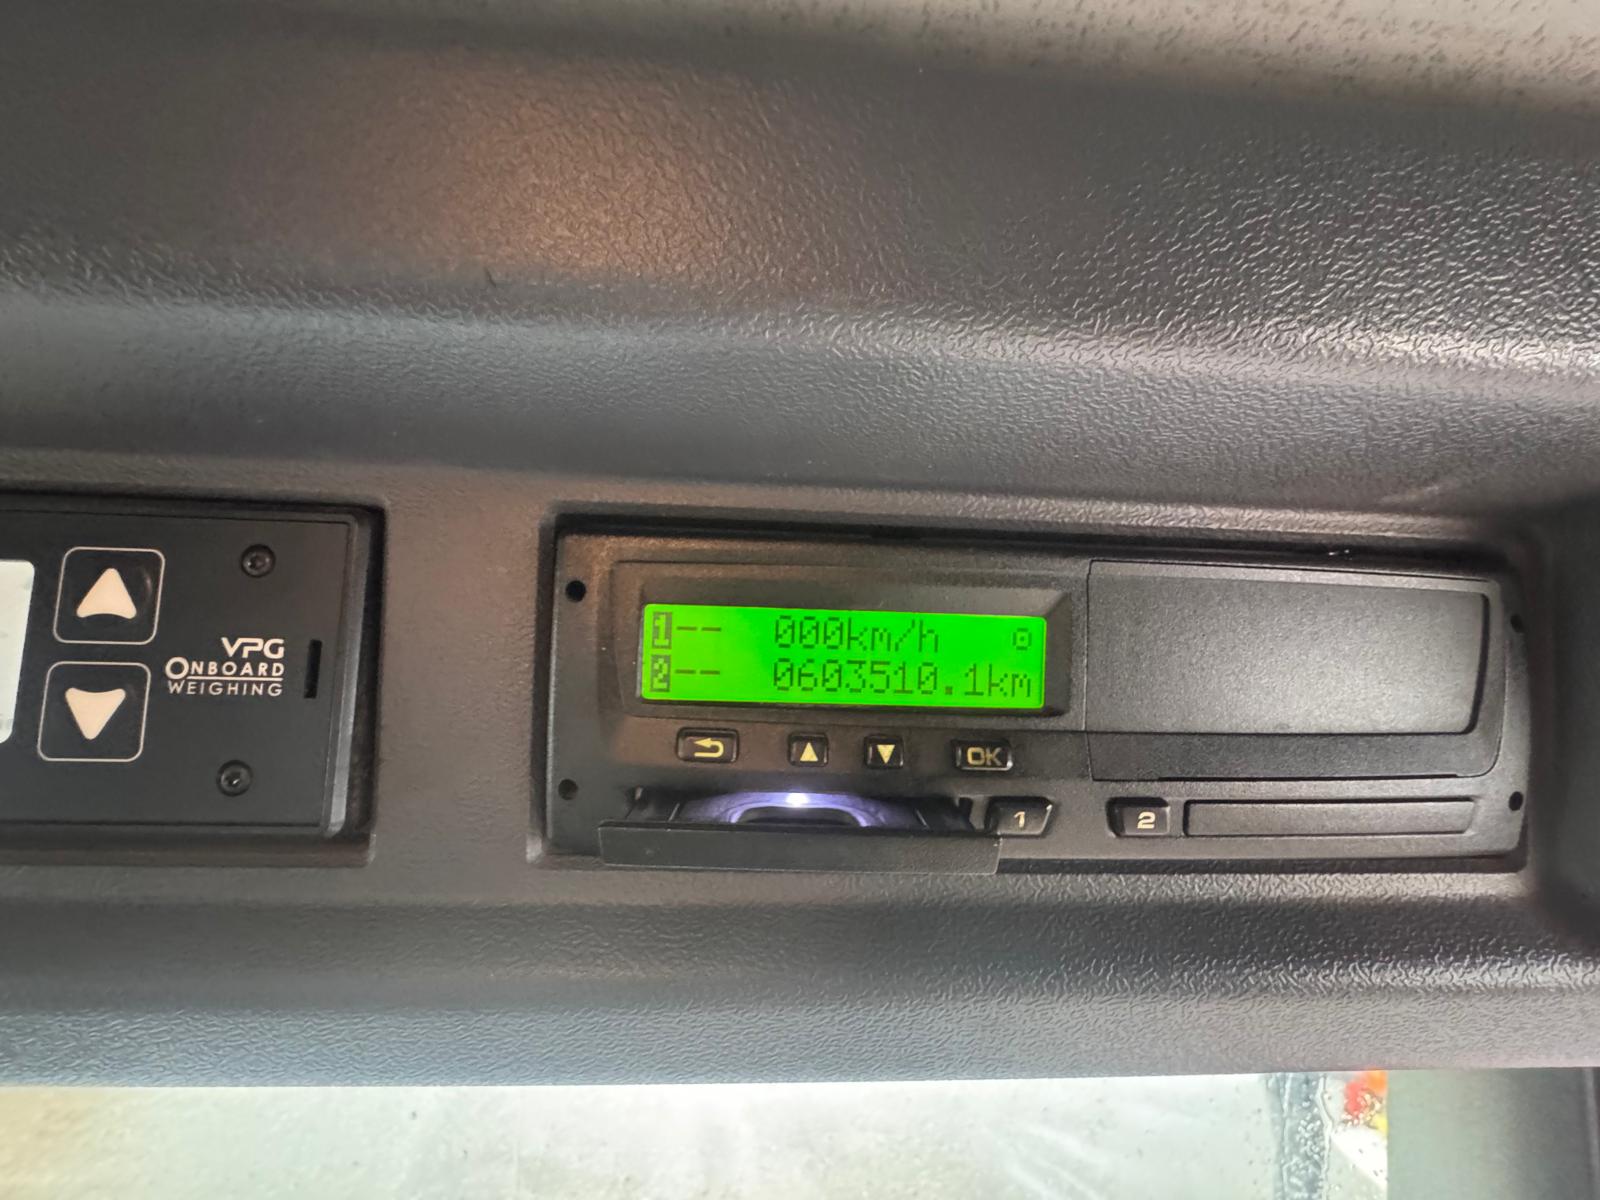 VPG
ONBOARD
WEIGHING
1-- 000km/h
2-- 0603510.1km
OK
1
2